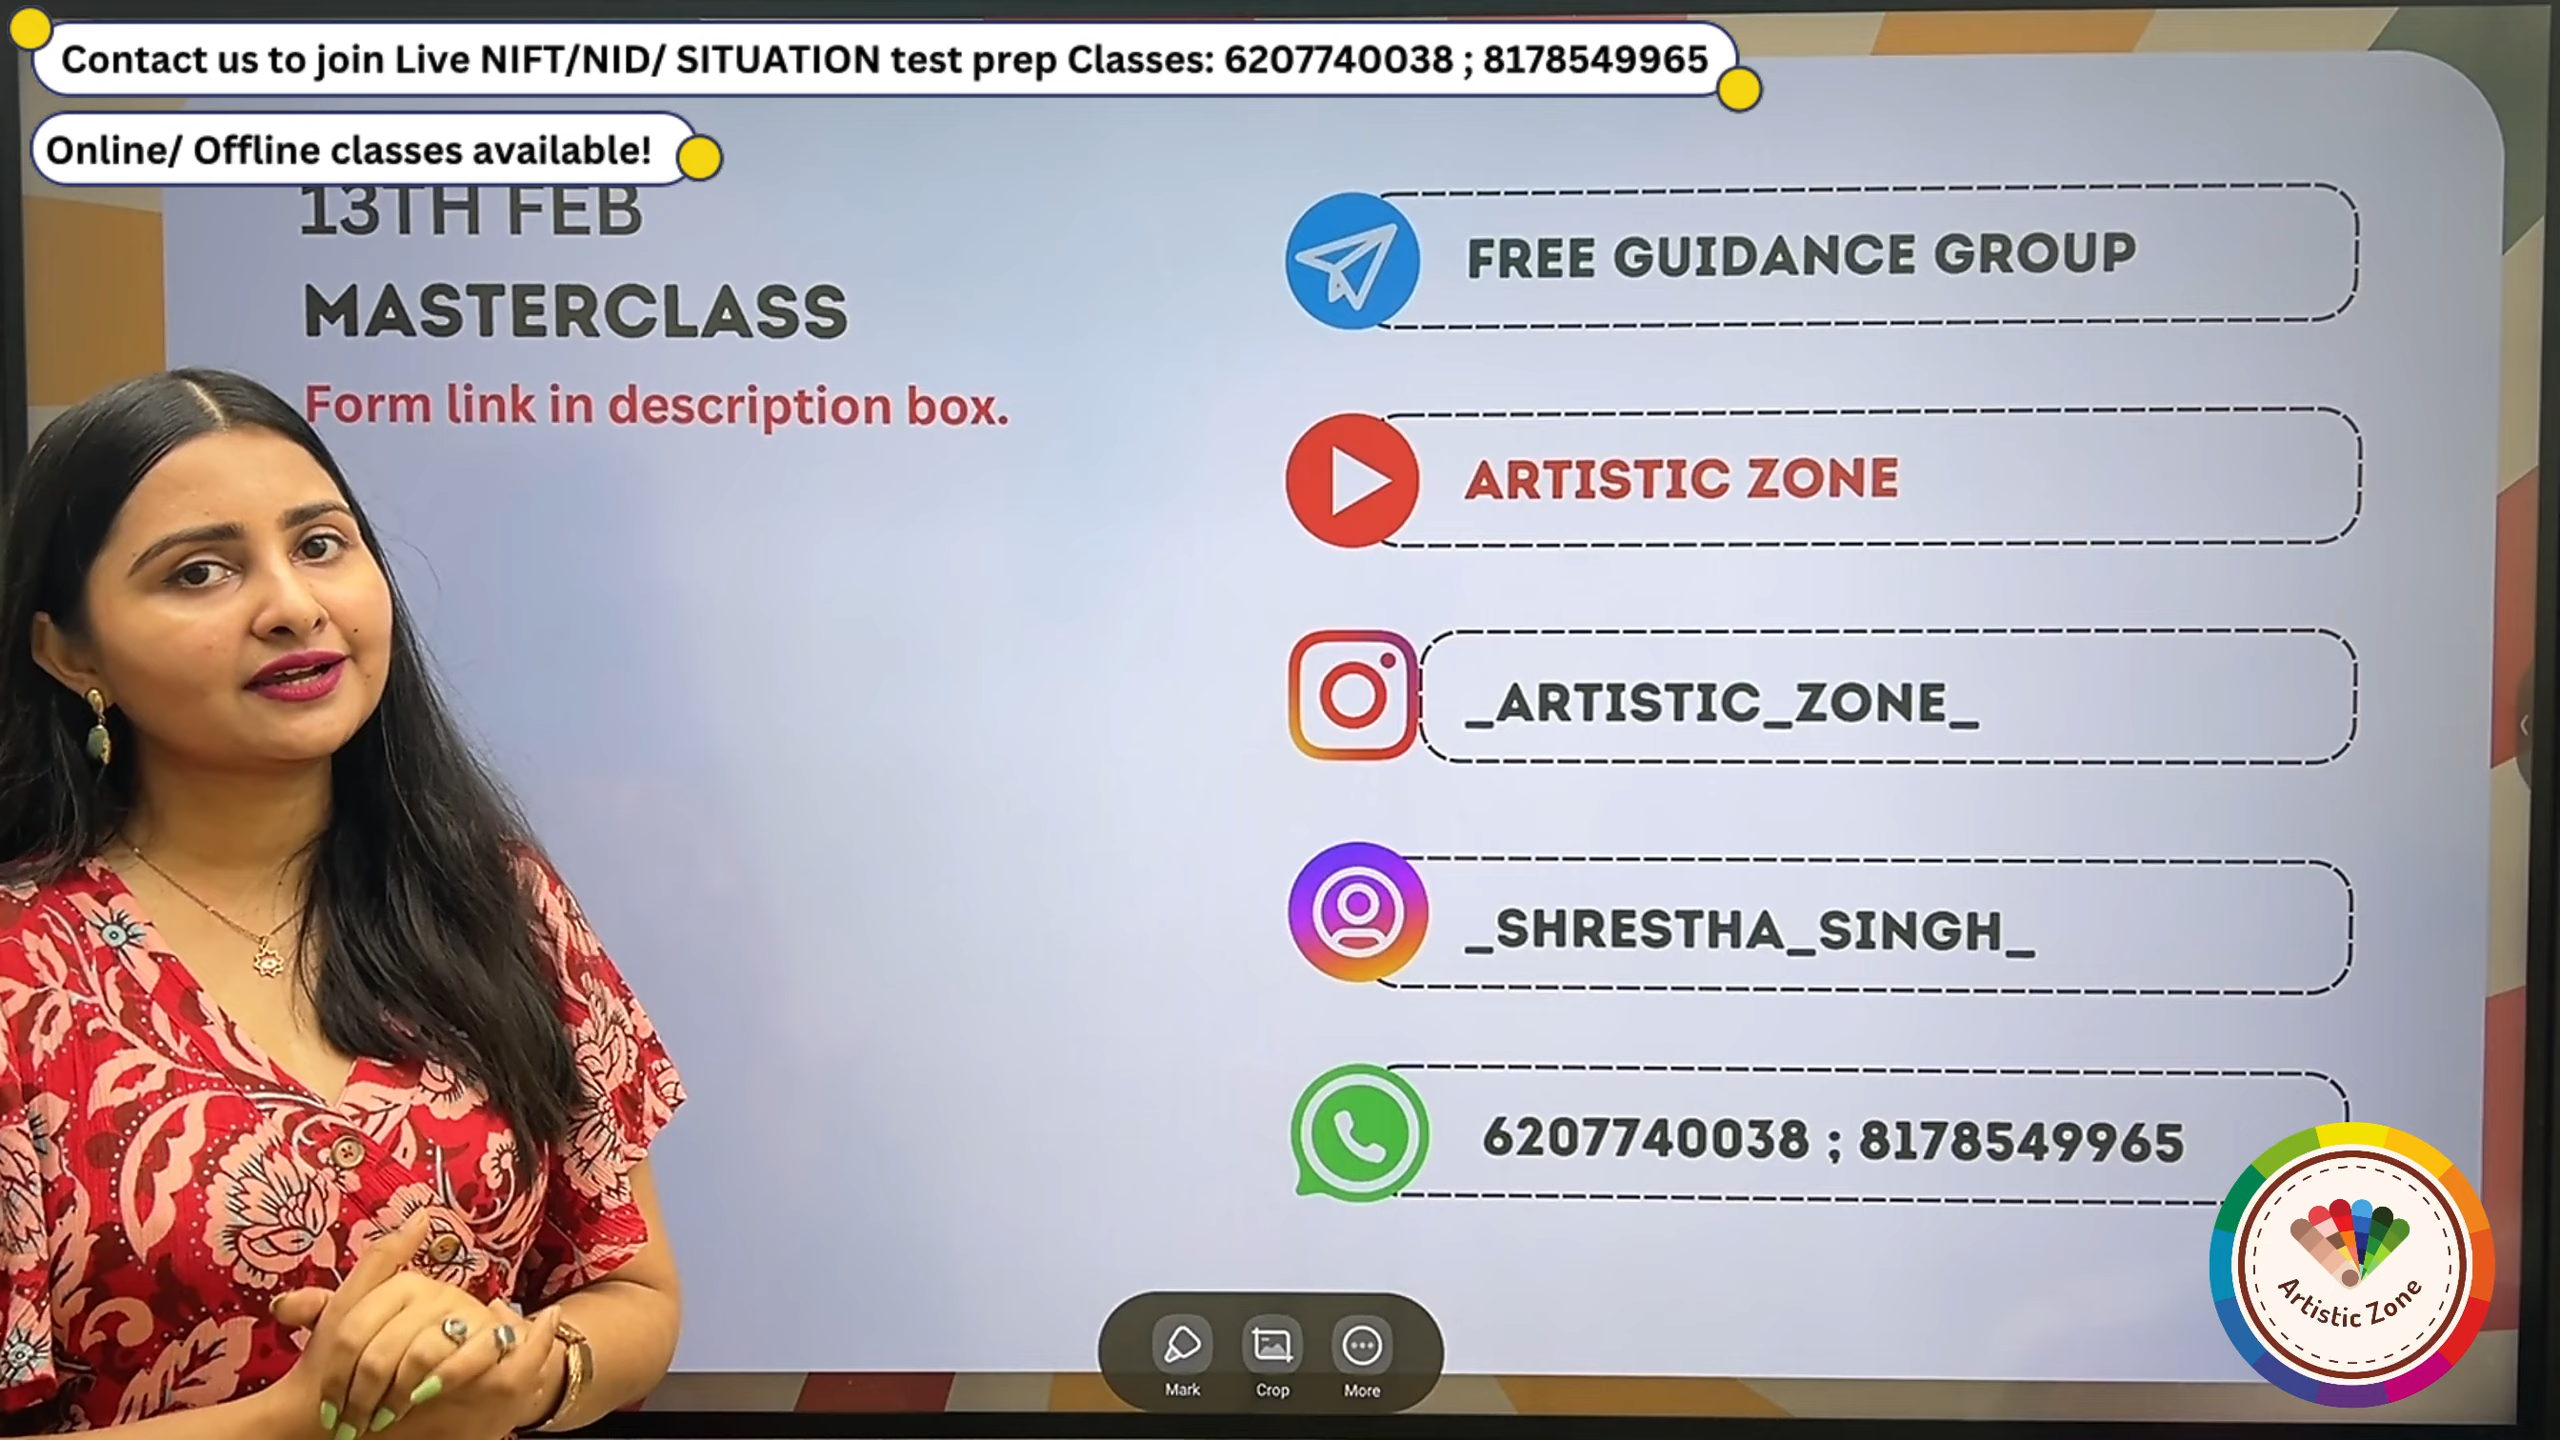 Contact us to join Live NIFT/NID/ SITUATION test prep Classes: 6207740038 ; 8178549965
Online/ Offline classes available!
13TH FEB
MASTERCLASS
Form link in description box.
FREE GUIDANCE GROUP
ARTISTIC ZONE
_ARTISTIC_ZONE_
_SHRESTHA_SINGH_
6207740038 ; 8178549965
Mark
Crop
More
Artistic Zone